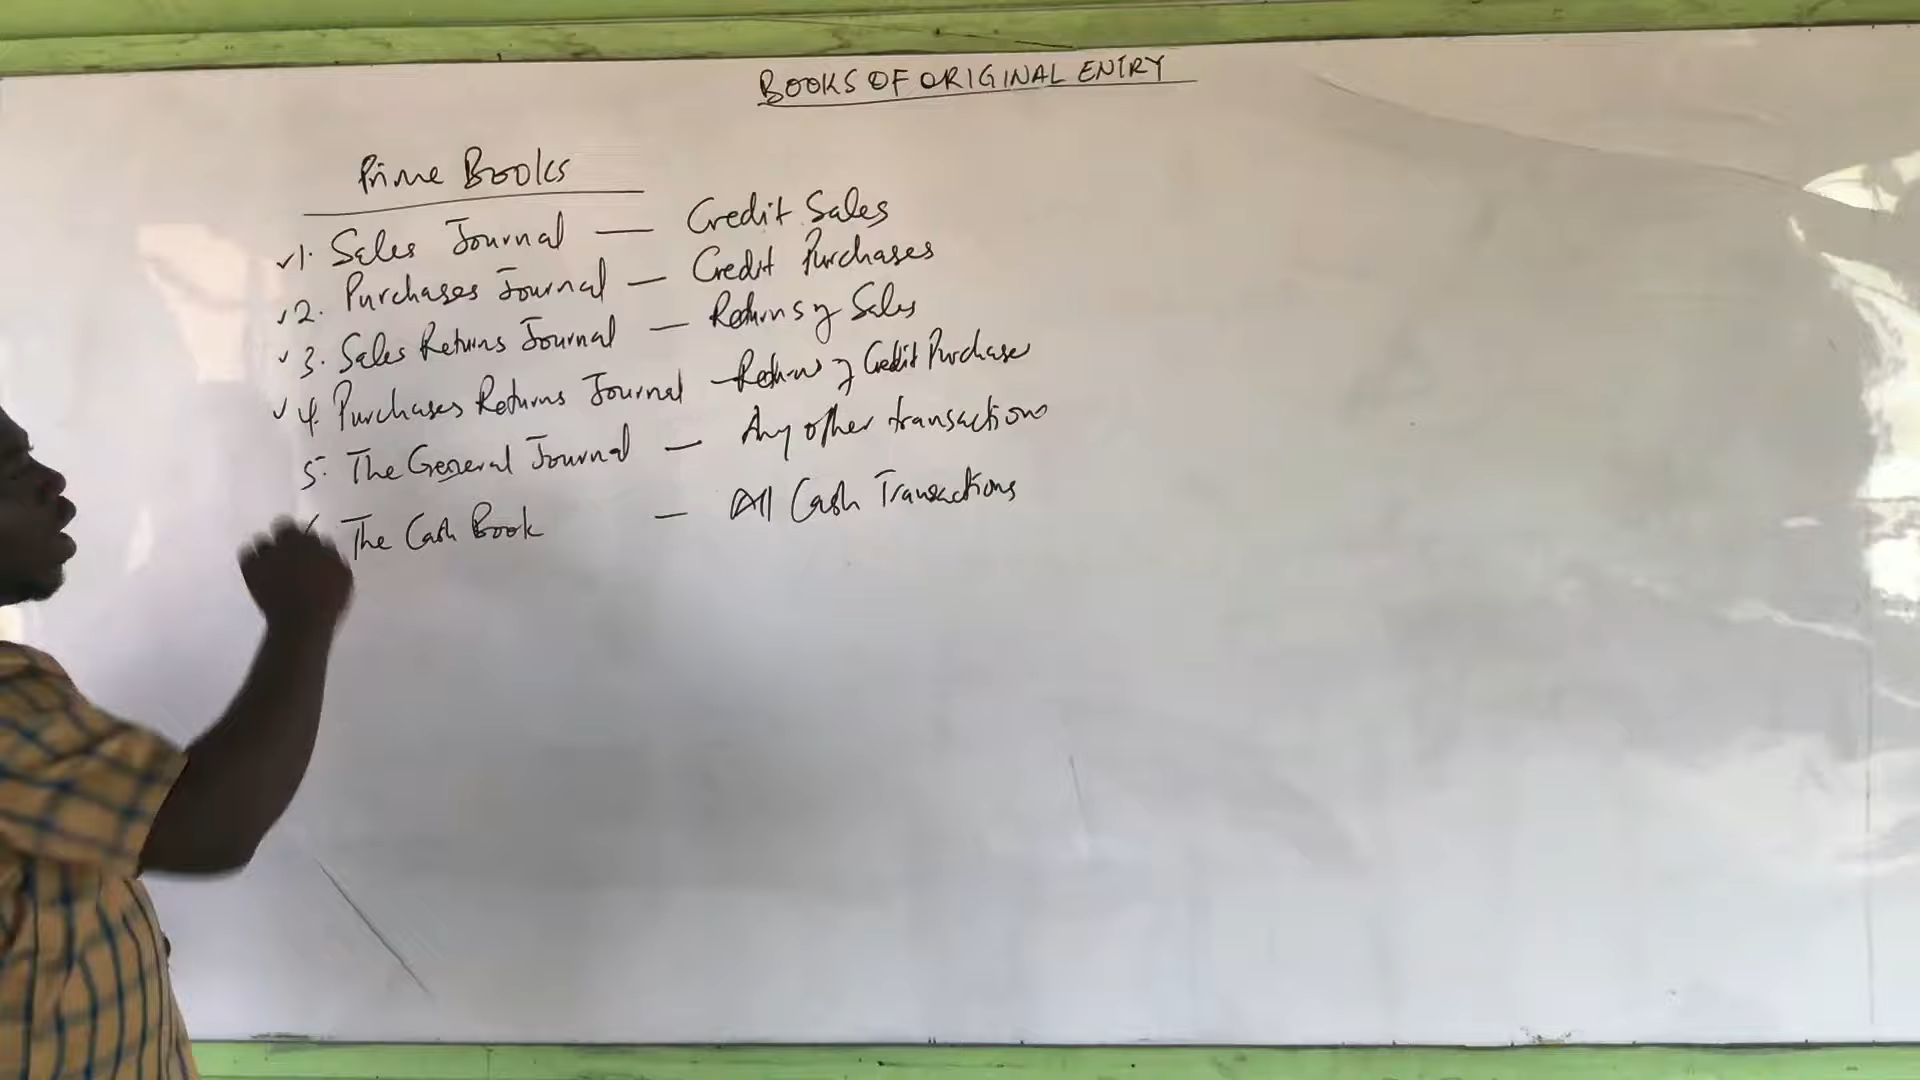 BOOKS OF ORIGINAL ENTRY
Prime Books
1. Sales Journal — Credit Sales
2. Purchases Journal — Credit Purchases
3. Sales Returns Journal — Returns of Sales
4. Purchases Returns Journal — Returns of Credit Purchases
5. The General Journal — Any other transactions
The Cash Book — All Cash Transactions